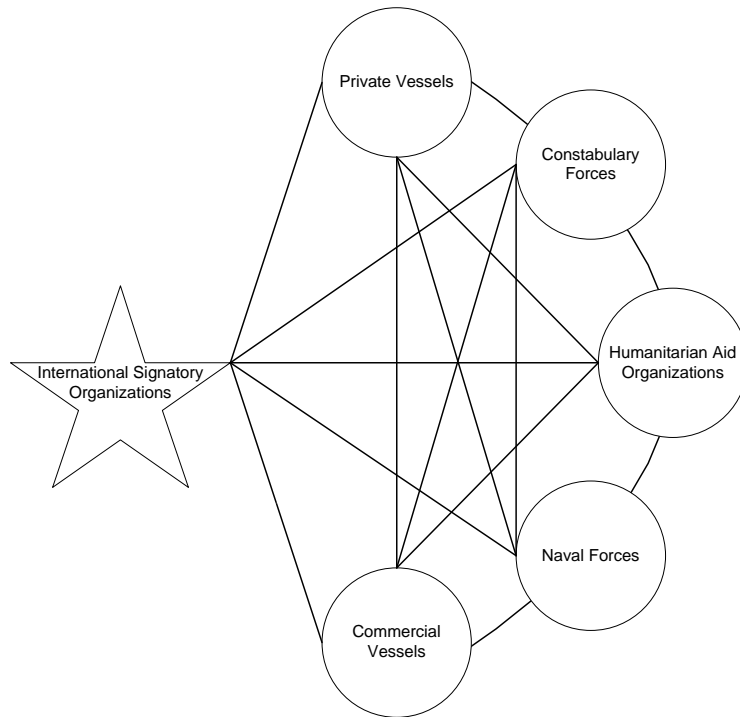 Private Vessels
Constabulary
Forces
Humanitarian Aid
Organizations
International Signatory
Organizations
Naval Forces
Commercial
Vessels